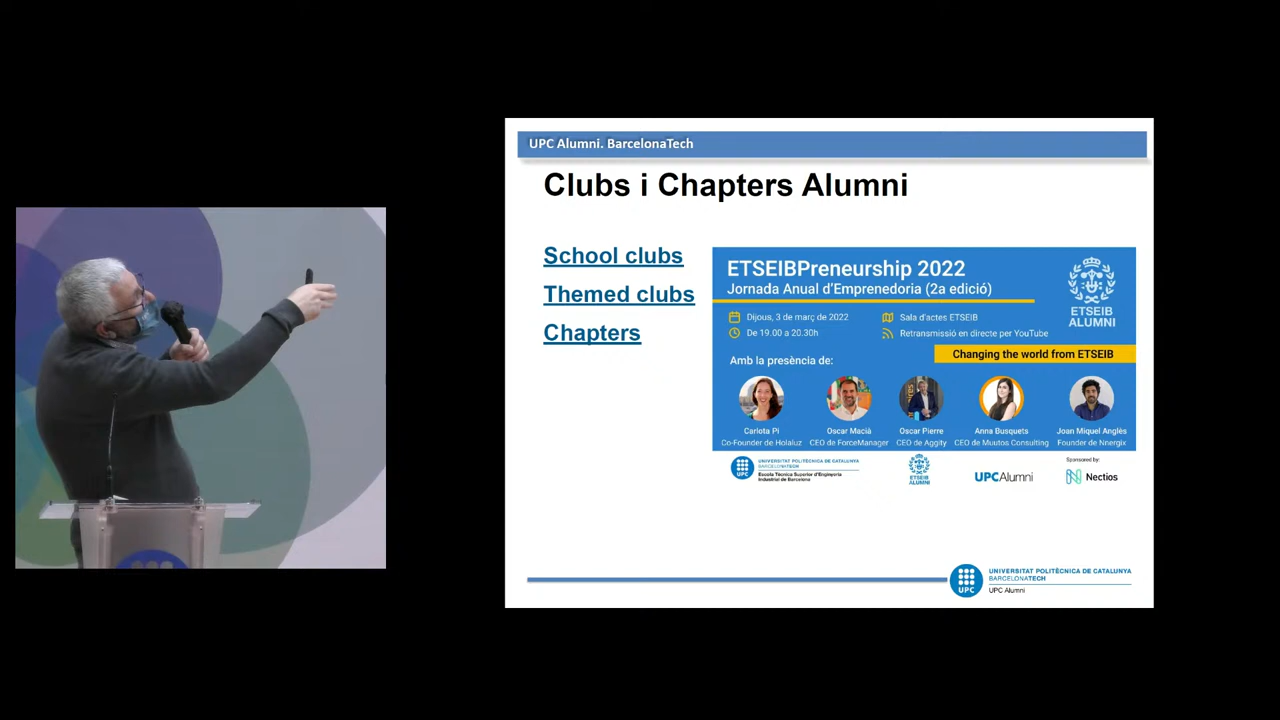 UPC Alumni. BarcelonaTech
Clubs i Chapters Alumni
School clubs
Themed clubs
Chapters
ETSEIBPreneurship 2022
Jornada Anual d'Emprenedoria (2a edició)
Dijous, 3 de març de 2022
Sala d'actes ETSEIB
De 19.00 a 20.30h
Retransmissió en directe per YouTube
ETSEIB
ALUMNI
Changing the world from ETSEIB
Amb la presència de:
Carlota Pi
Co-Founder de Holaluz
Oscar Macià
CEO de ForceManager
Oscar Pierre
CEO de Aggity
Anna Busquets
CEO de Muutos Consulting
Joan Miquel Anglès
Founder de Nnergix
UPC
UNIVERSITAT POLITÈCNICA DE CATALUNYA
BARCELONATECH
Escola Tècnica Superior d'Enginyeria
Industrial de Barcelona
ETSEIB
ALUMNI
UPCAlumni
Sponsored by:
Nectios
UPC
UNIVERSITAT POLITÈCNICA DE CATALUNYA
BARCELONATECH
UPC Alumni